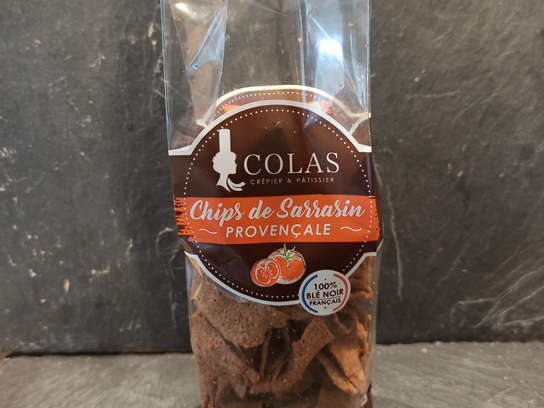 COLAS
CRÊPIER & PÂTISSIER
Chips de Sarrasin
~ PROVENÇALE ~
100%
BLÉ NOIR
FRANÇAIS